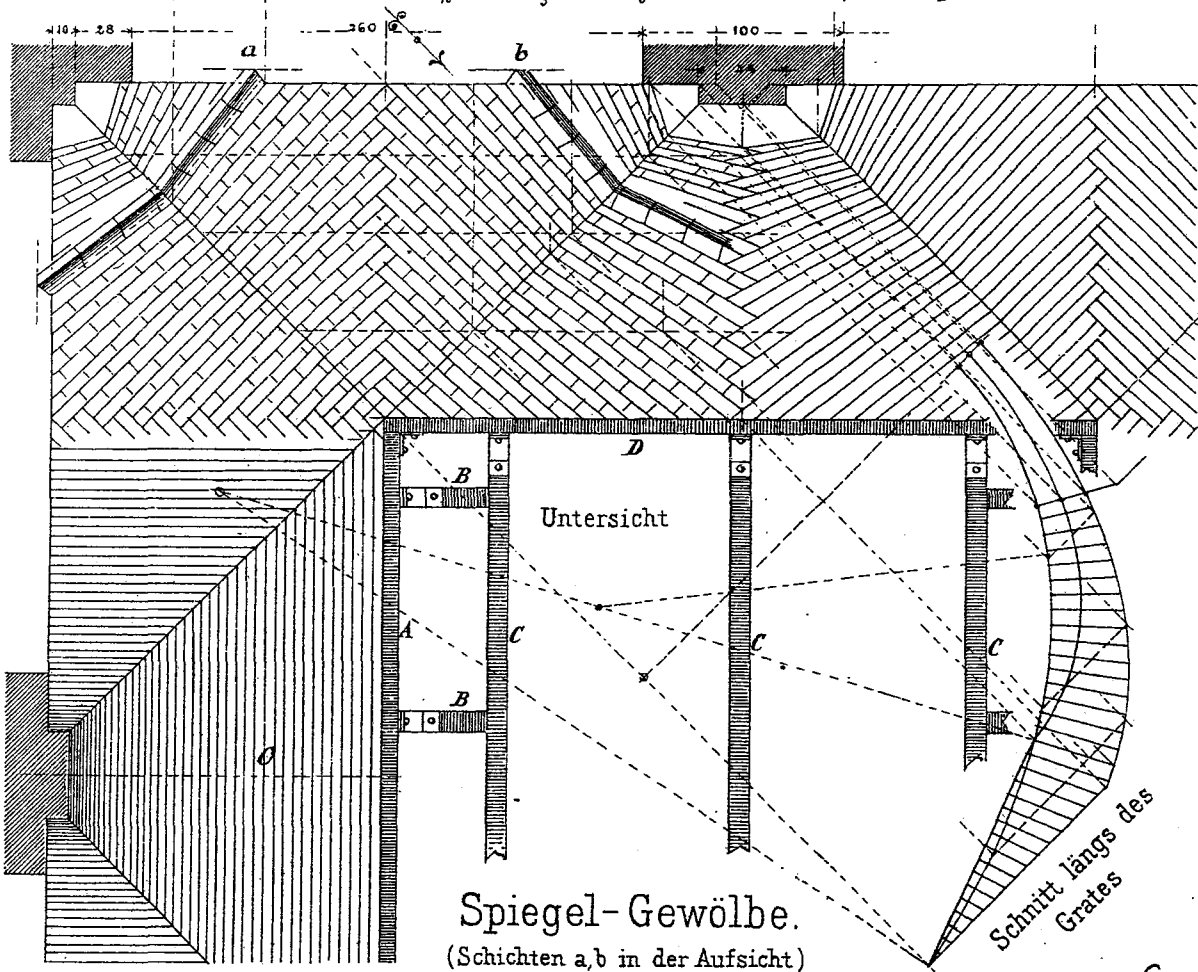 10
28
260
100
24
a
b
D
B
Untersicht
A
C
C
C
B
O
Schnitt längs des
Grates
Spiegel-Gewölbe.
(Schichten a, b in der Aufsicht)